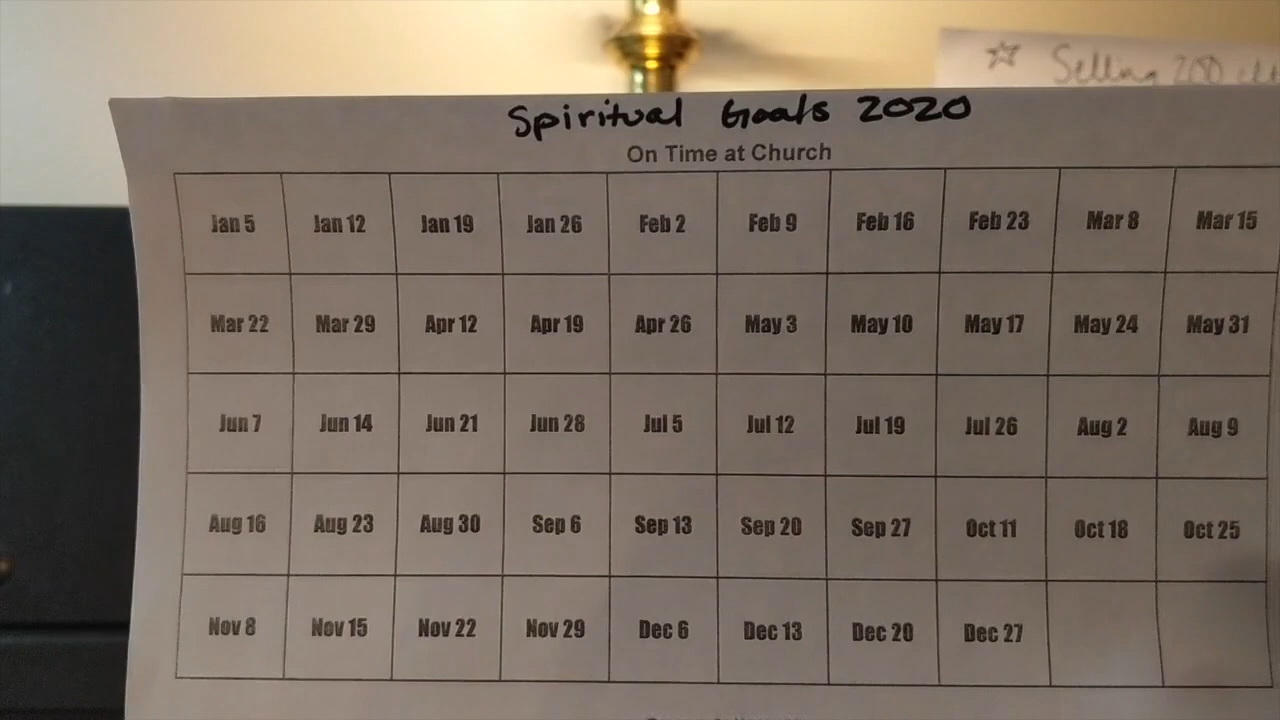 ☆ Selling 200
Spiritual Goals 2020
On Time at Church
Jan 5 Jan 12 Jan 19 Jan 26 Feb 2 Feb 9 Feb 16 Feb 23 Mar 8 Mar 15
Mar 22 Mar 29 Apr 12 Apr 19 Apr 26 May 3 May 10 May 17 May 24 May 31
Jun 7 Jun 14 Jun 21 Jun 28 Jul 5 Jul 12 Jul 19 Jul 26 Aug 2 Aug 9
Aug 16 Aug 23 Aug 30 Sep 6 Sep 13 Sep 20 Sep 27 Oct 11 Oct 18 Oct 25
Nov 8 Nov 15 Nov 22 Nov 29 Dec 6 Dec 13 Dec 20 Dec 27